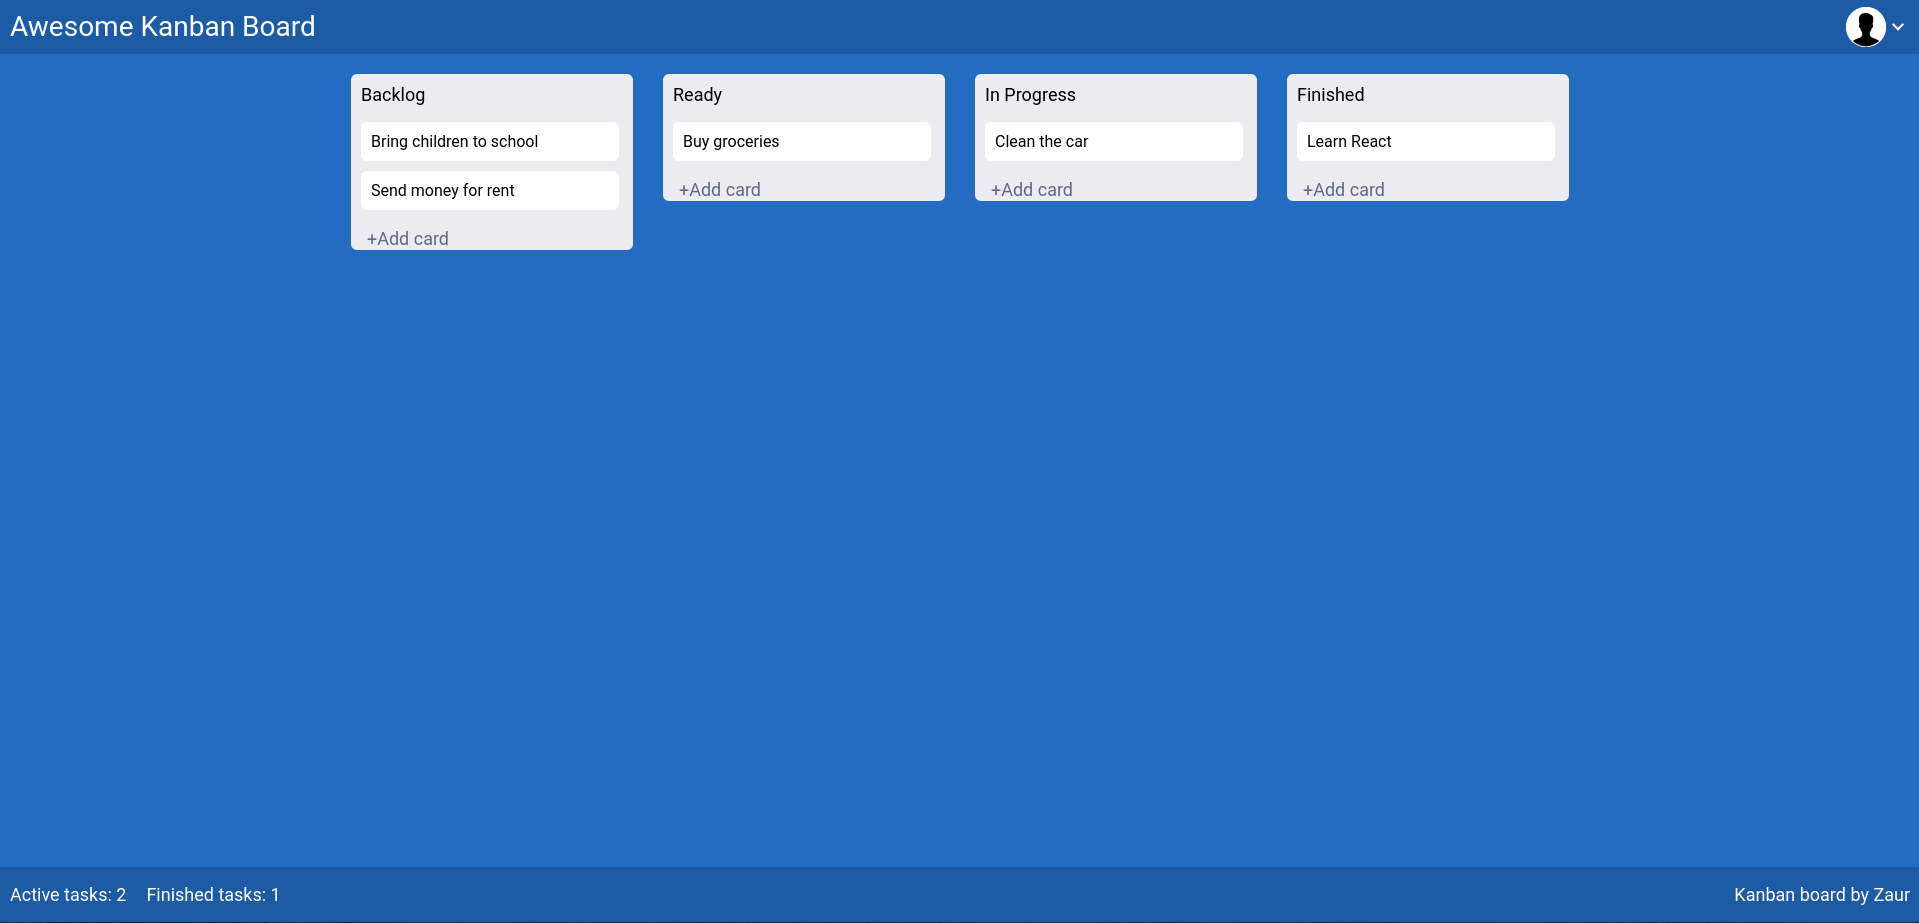 Awesome Kanban Board
Backlog
Bring children to school
Send money for rent
+Add card
Ready
Buy groceries
+Add card
In Progress
Clean the car
+Add card
Finished
Learn React
+Add card
Active tasks: 2
Finished tasks: 1
Kanban board by Zaur